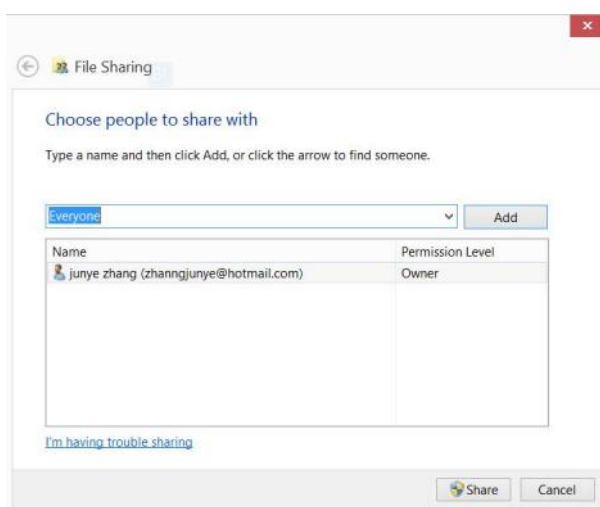 File Sharing
Choose people to share with
Type a name and then click Add, or click the arrow to find someone.
Everyone Add
Name Permission Level
junye zhang (zhanngjunye@hotmail.com) Owner
I'm having trouble sharing
Share Cancel